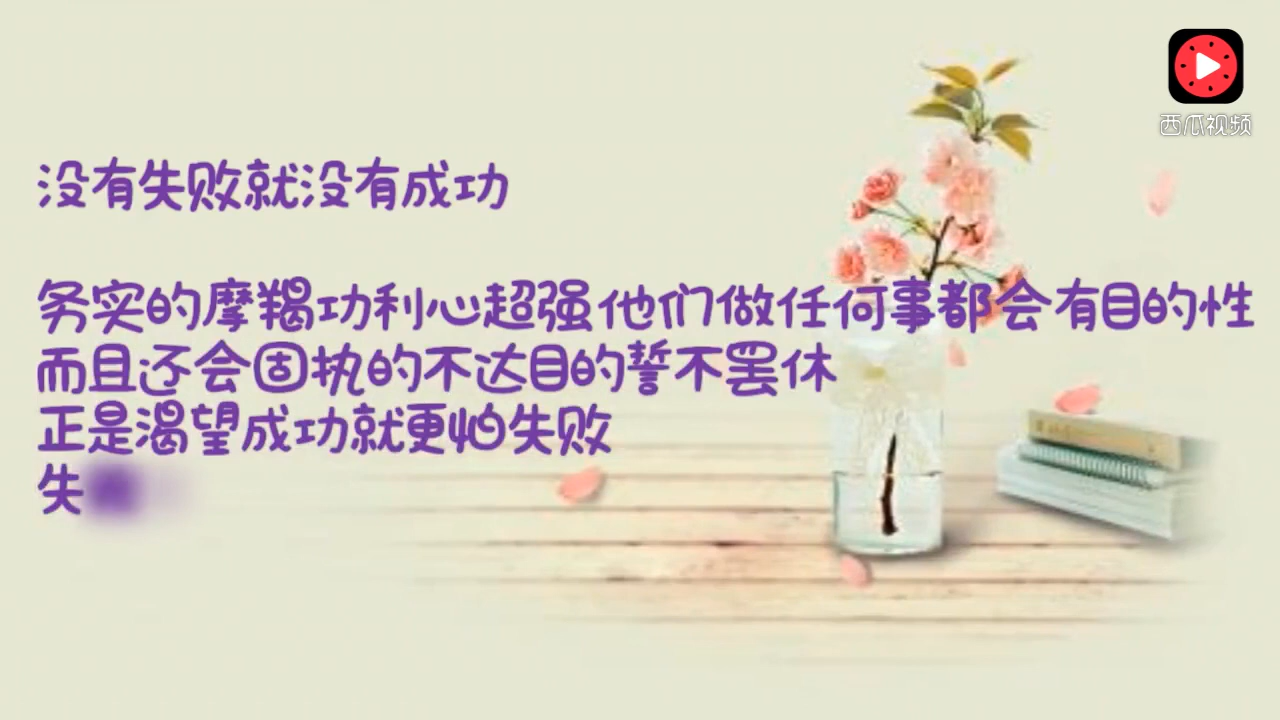 西瓜视频
没有失败就没有成功
务实的摩羯功利心超强他们做任何事都会有目的性
而且还会固执的不达目的誓不罢休
正是渴望成功就更怕失败
失